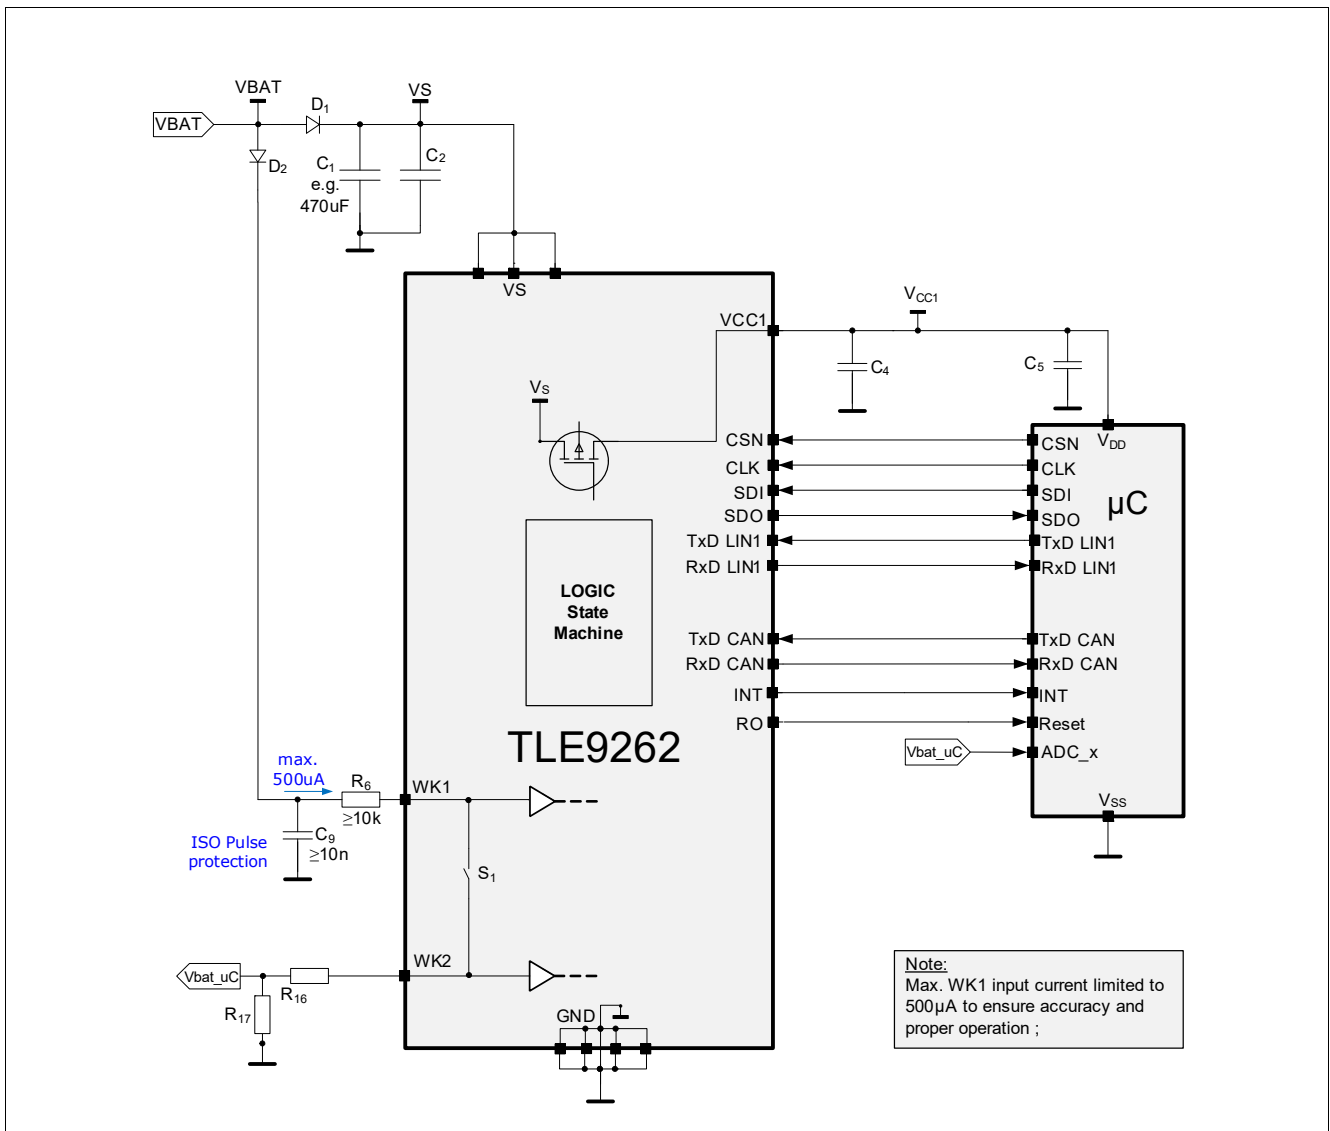 VBAT
VS
VBAT
D1
D2
C1
e.g.
470uF
C2
VS
VCC1
VCC1
C4
C5
VS
CSN
CLK
SDI
SDO
TxD LIN1
RxD LIN1
TxD CAN
RxD CAN
INT
RO
VDD
CSN
CLK
SDI
SDO
TxD LIN1
RxD LIN1
TxD CAN
RxD CAN
INT
Reset
ADC_x
VSS
µC
Vbat_uC
LOGIC
State
Machine
TLE9262
max.
500uA
R6
≥10k
WK1
ISO Pulse
protection
C9
≥10n
S1
WK2
Vbat_uC
R16
R17
GND
Note:
Max. WK1 input current limited to
500µA to ensure accuracy and
proper operation ;